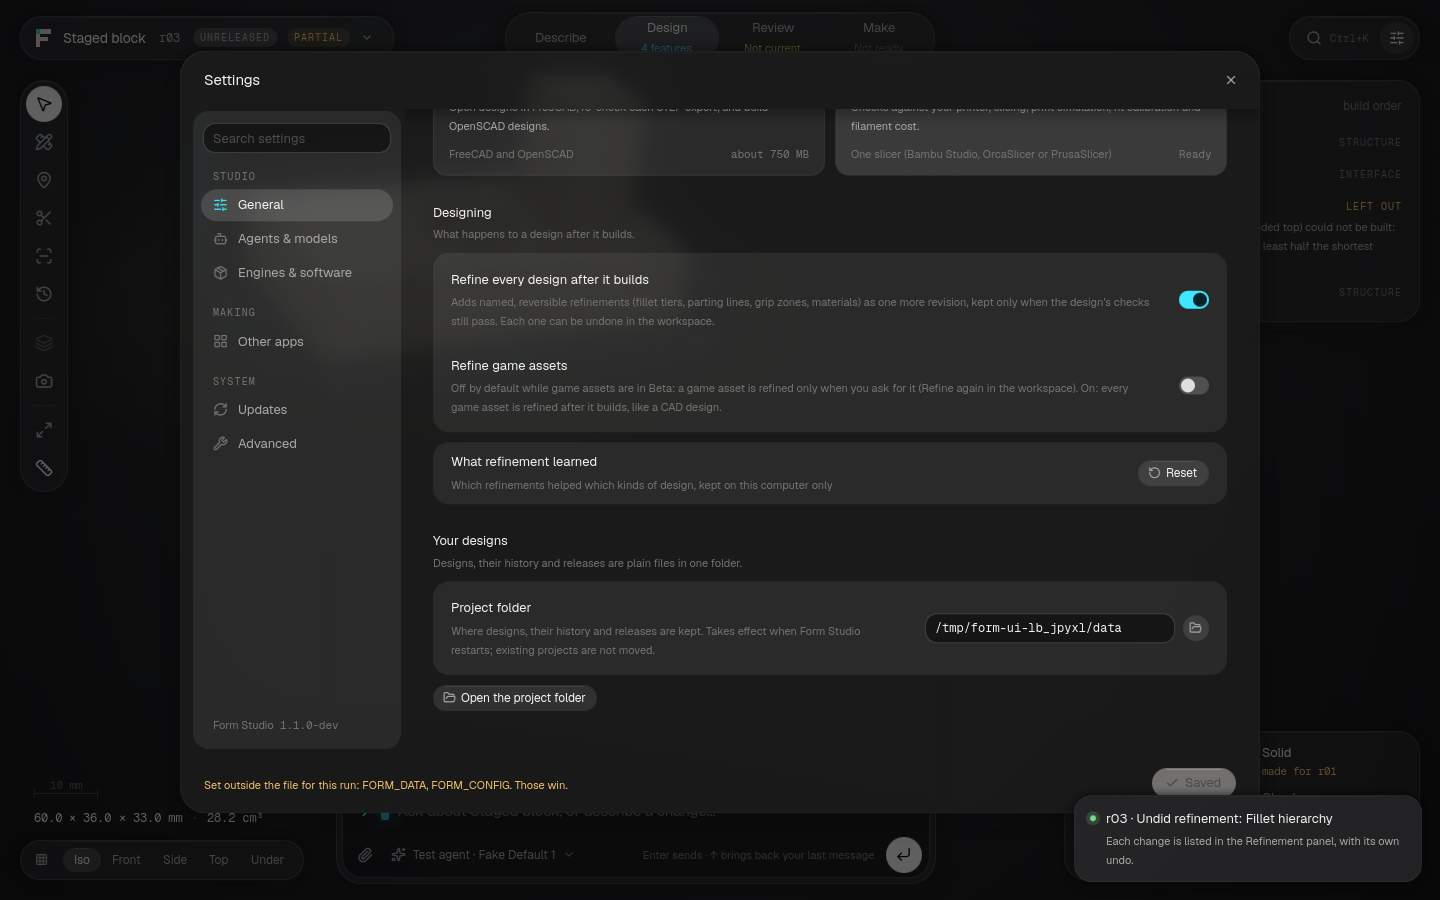 Staged block r03 UNRELEASED PARTIAL
Describe
Design
4 features
Review
Not current
Make
Not ready
Ctrl+K
Settings
Search settings
STUDIO
General
Agents & models
Engines & software
MAKING
Other apps
SYSTEM
Updates
Advanced
Form Studio 1.1.0-dev
OpenSCAD designs.
FreeCAD and OpenSCAD about 750 MB
filament cost.
One slicer (Bambu Studio, OrcaSlicer or PrusaSlicer) Ready
Designing
What happens to a design after it builds.
Refine every design after it builds
Adds named, reversible refinements (fillet tiers, parting lines, grip zones, materials) as one more revision, kept only when the design's checks
still pass. Each one can be undone in the workspace.
Refine game assets
Off by default while game assets are in Beta: a game asset is refined only when you ask for it (Refine again in the workspace). On: every
game asset is refined after it builds, like a CAD design.
What refinement learned
Which refinements helped which kinds of design, kept on this computer only
Reset
Your designs
Designs, their history and releases are plain files in one folder.
Project folder
Where designs, their history and releases are kept. Takes effect when Form Studio
restarts; existing projects are not moved.
/tmp/form-ui-lb_jpyxl/data
Open the project folder
Set outside the file for this run: FORM_DATA, FORM_CONFIG. Those win.
Saved
build order
STRUCTURE
INTERFACE
LEFT OUT
ded top) could not be built:
least half the shortest
STRUCTURE
Solid
made for r01
10 mm
60.0 × 36.0 × 33.0 mm · 28.2 cm³
Iso Front Side Top Under
Test agent · Fake Default 1
Enter sends · ↑ brings back your last message
r03 · Undid refinement: Fillet hierarchy
Each change is listed in the Refinement panel, with its own
undo.